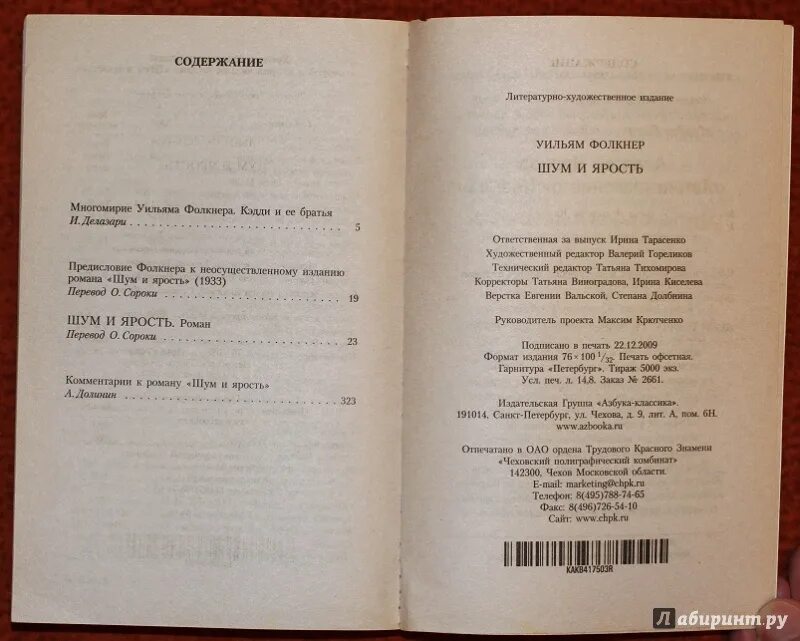 СОДЕРЖАНИЕ
Многомирие Уильяма Фолкнера. Кэдди и ее братья
И. Делазари 5
Предисловие Фолкнера к неосуществленному изданию
романа «Шум и ярость» (1933)
Перевод О. Сороки 19
ШУМ И ЯРОСТЬ. Роман
Перевод О. Сороки 23
Комментарии к роману «Шум и ярость»
А. Долинин 323
Литературно-художественное издание
УИЛЬЯМ ФОЛКНЕР
ШУМ И ЯРОСТЬ
Ответственная за выпуск Ирина Тарасенко
Художественный редактор Валерий Гореликов
Технический редактор Татьяна Тихомирова
Корректоры Татьяна Виноградова, Ирина Киселева
Верстка Евгении Вальской, Степана Долбнина
Руководитель проекта Максим Крютченко
Подписано в печать 22.12.2009
Формат издания 76 × 100 1/32. Печать офсетная.
Гарнитура «Петербург». Тираж 5000 экз.
Усл. печ. л. 14,8. Заказ № 2661.
Издательская Группа «Азбука-классика».
191014, Санкт-Петербург, ул. Чехова, д. 9, лит. А, пом. 6Н.
www.azbooka.ru
Отпечатано в ОАО ордена Трудового Красного Знамени
«Чеховский полиграфический комбинат»
142300, Чехов Московской области.
E-mail: marketing@chpk.ru
Телефон: 8(495)788-74-65
Факс: 8(496)726-54-10
Сайт: www.chpk.ru
KAKB417503R
Лабиринт.ру